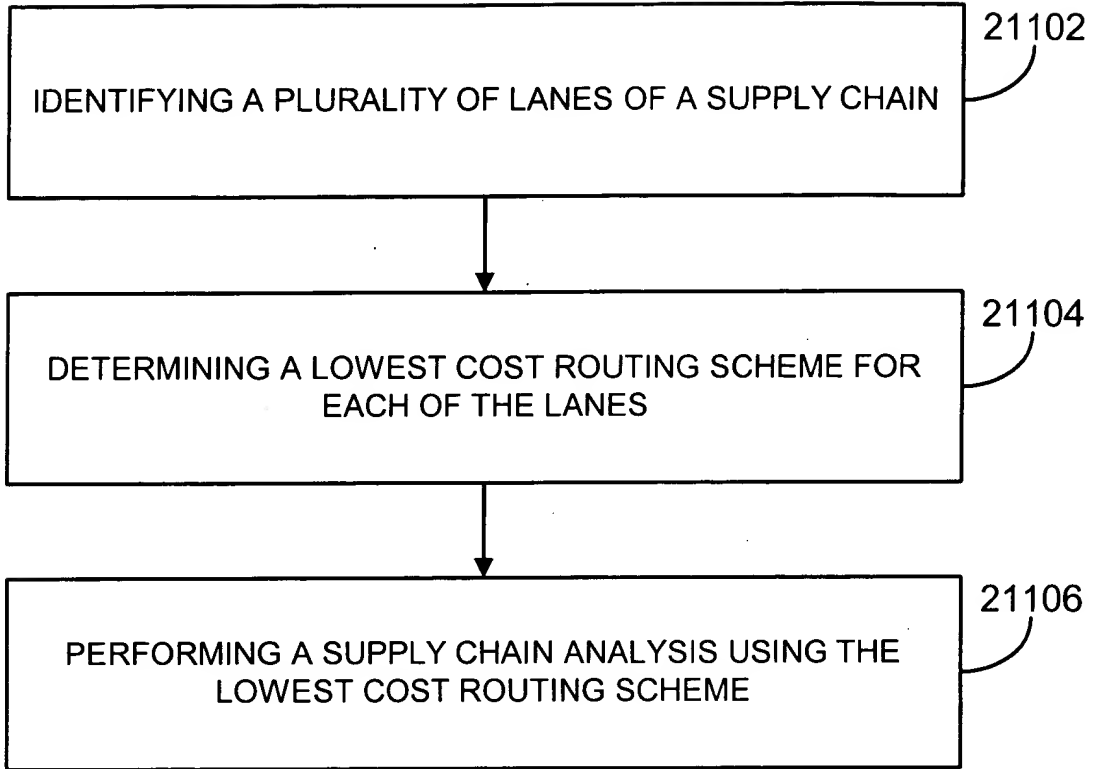 21102
IDENTIFYING A PLURALITY OF LANES OF A SUPPLY CHAIN
21104
DETERMINING A LOWEST COST ROUTING SCHEME FOR
EACH OF THE LANES
21106
PERFORMING A SUPPLY CHAIN ANALYSIS USING THE
LOWEST COST ROUTING SCHEME